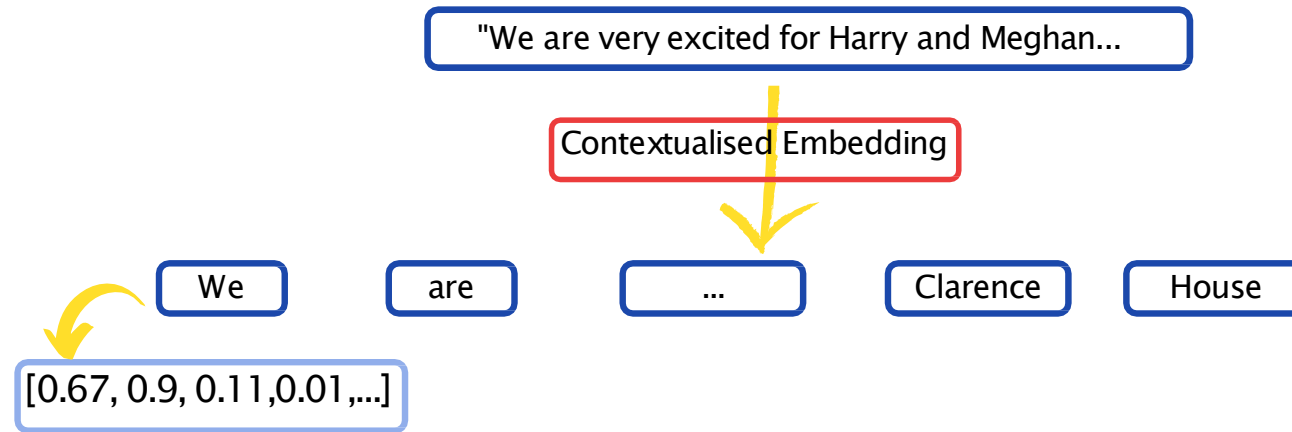 "We are very excited for Harry and Meghan...
Contextualised Embedding
We are ... Clarence House
[0.67, 0.9, 0.11,0.01,...]